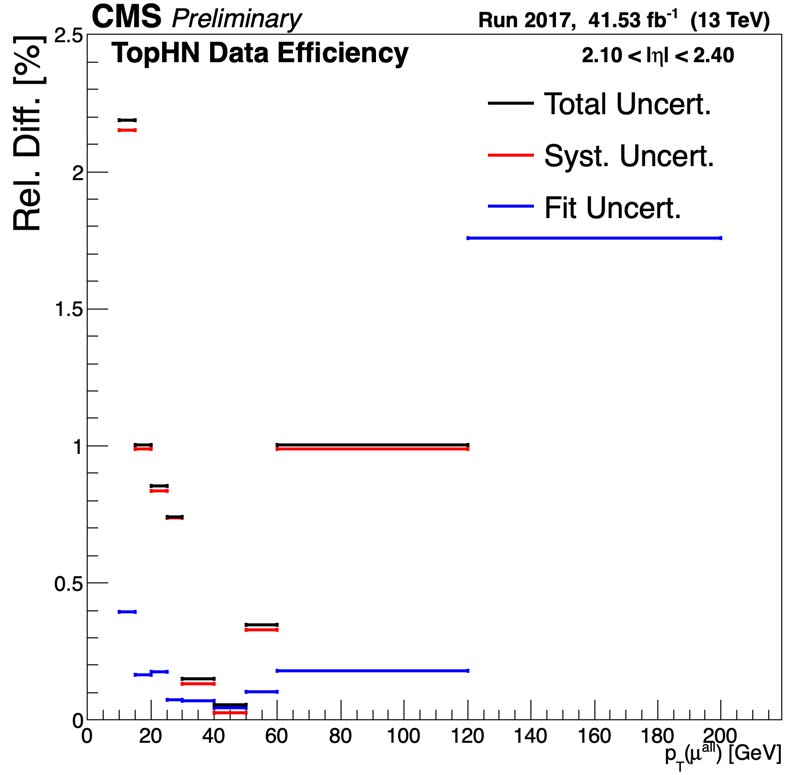 CMS Preliminary Run 2017, 41.53 fb⁻¹ (13 TeV)
TopHN Data Efficiency 2.10 < |η| < 2.40
Total Uncert.
Syst. Uncert.
Fit Uncert.
Rel. Diff. [%]
2.5
2
1.5
1
0.5
0
0 20 40 60 80 100 120 140 160 180 200
p_T(μ^all) [GeV]